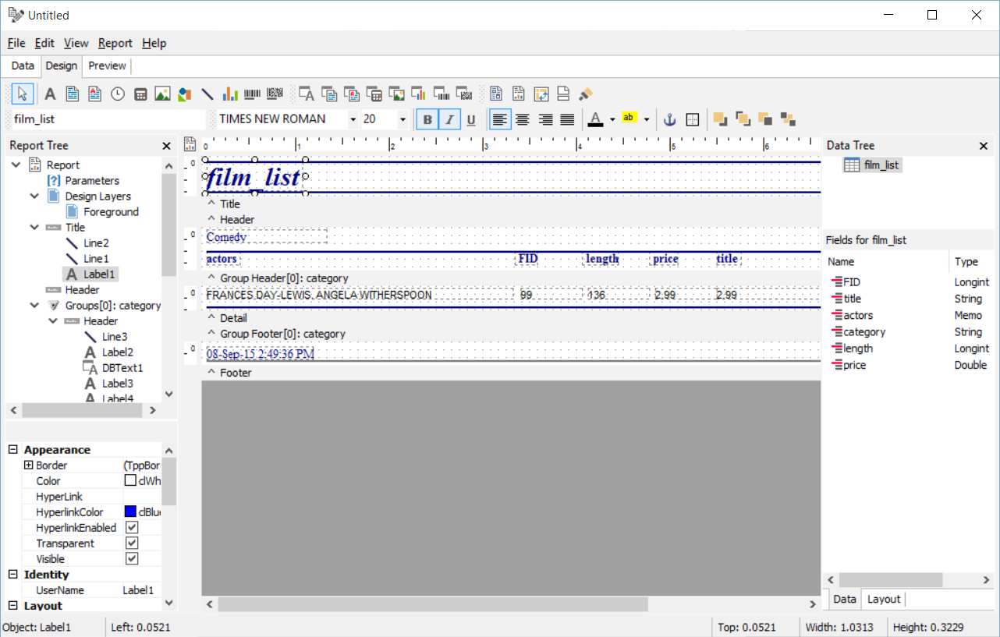 Untitled
File Edit View Report Help
Data Design Preview
film_list TIMES NEW ROMAN 20 B I U A ab
Report Tree
Report
Parameters
Design Layers
Foreground
Title
Line2
Line1
Label1
Header
Groups[0]: category
Header
Line3
Label2
DBText1
Label3
Label4
Appearance
Border (TppBor
Color clWh
HyperLink
HyperlinkColor clBlu
HyperlinkEnabled
Transparent
Visible
Identity
UserName Label1
Layout
0 1 2 3 4 5 6
0
film_list
^ Title
^ Header
0
Comedy
actors FID length price title
^ Group Header[0]: category
0
FRANCES DAY-LEWIS, ANGELA WITHERSPOON 99 136 2.99 2.99
^ Detail
^ Group Footer[0]: category
0
08-Sep-15 2:49:36 PM
^ Footer
Data Tree
film_list
Fields for film_list
Name Type
FID Longint
title String
actors Memo
category String
length Longint
price Double
Data Layout
Object: Label1 Left: 0.0521 Top: 0.0521 Width: 1.0313 Height: 0.3229